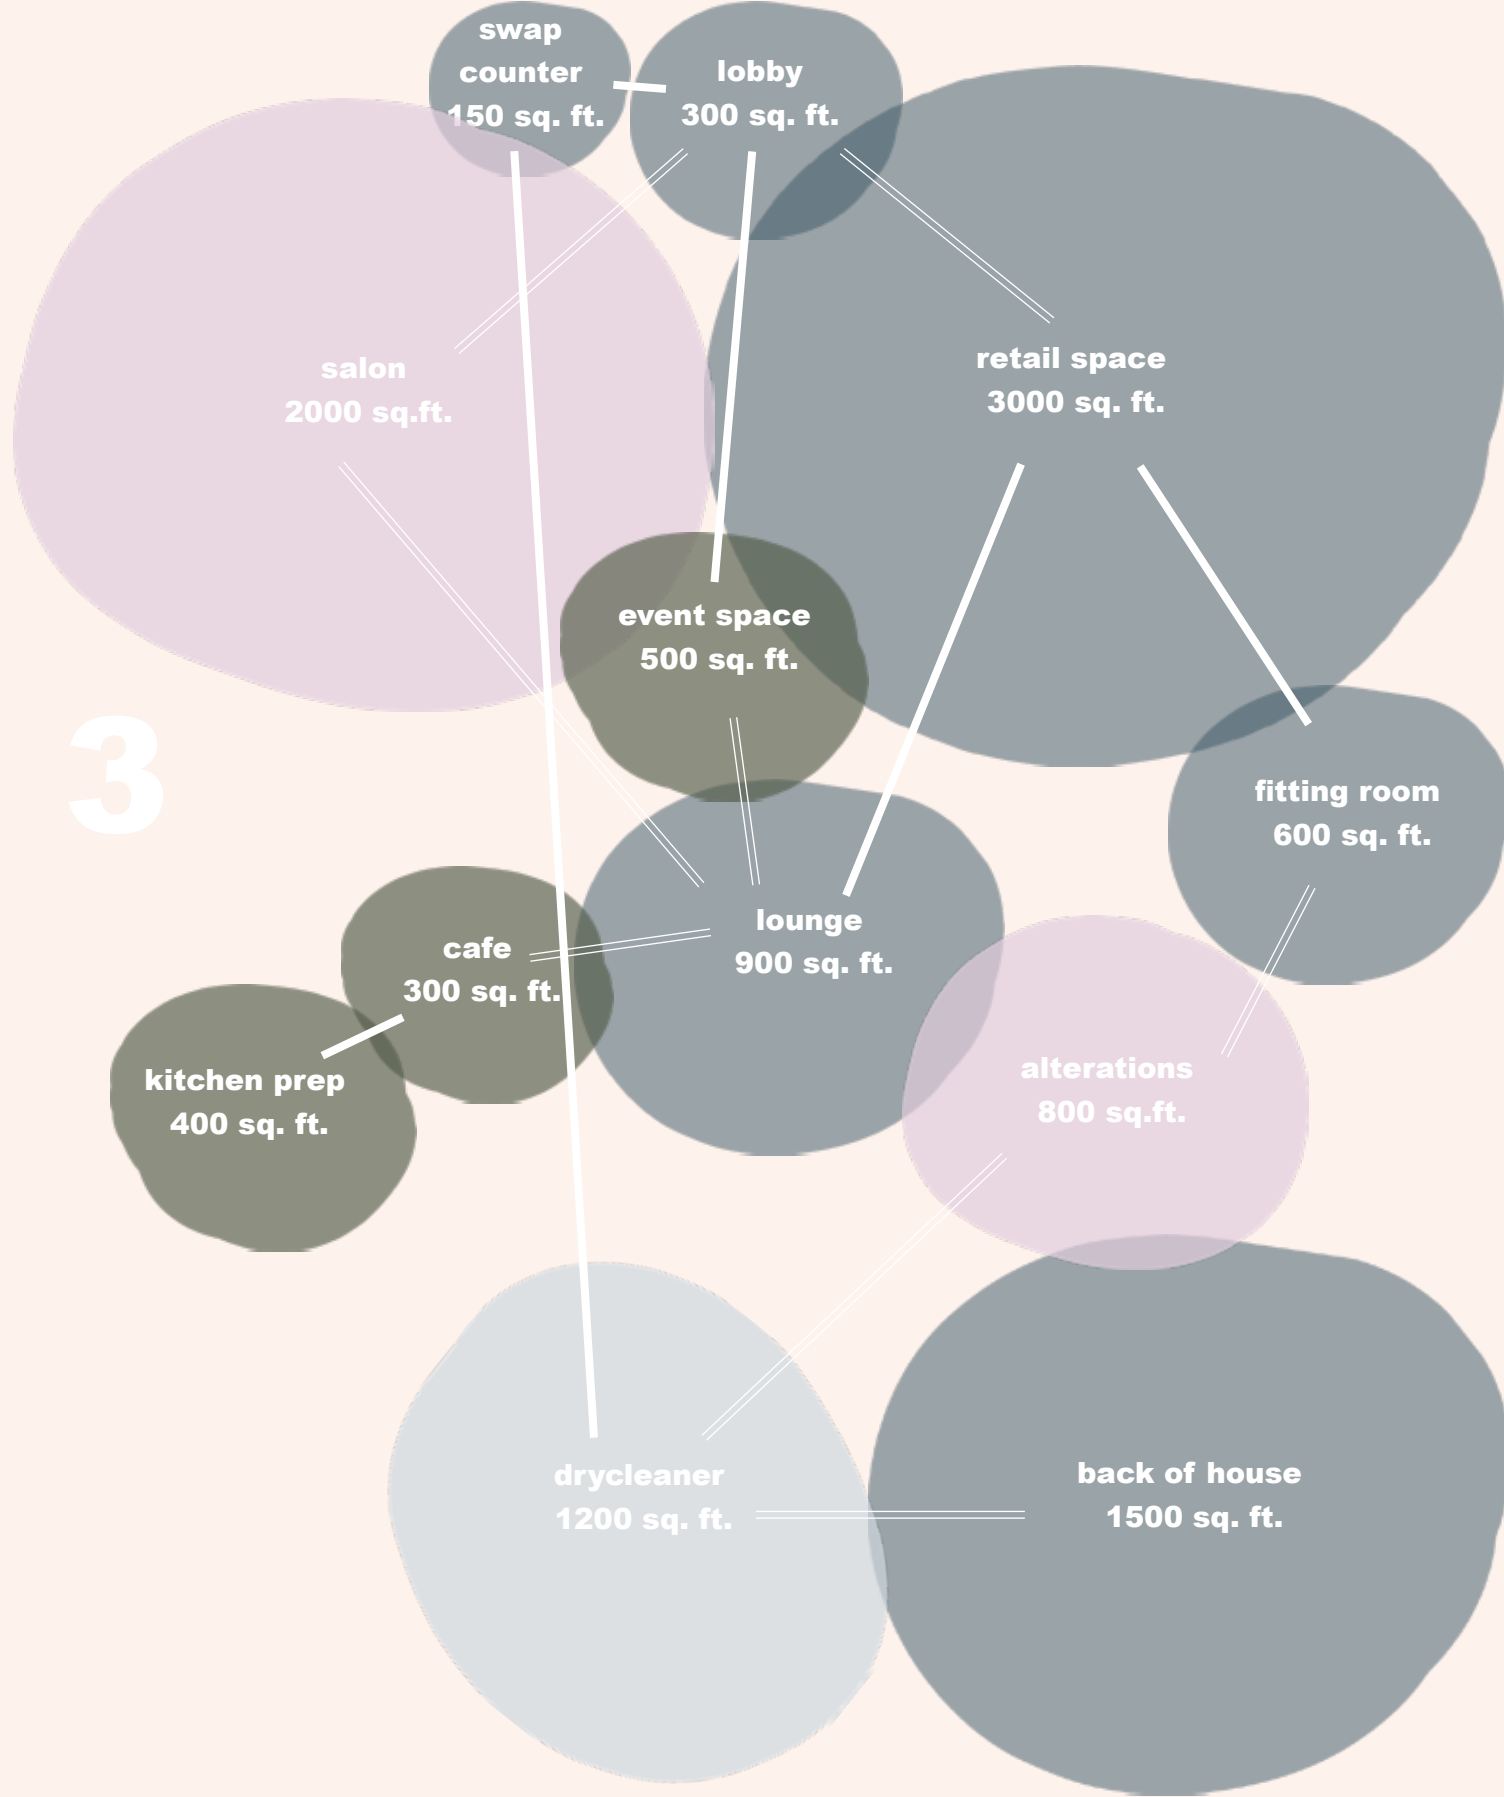 swap
counter
150 sq. ft.
lobby
300 sq. ft.
salon
2000 sq.ft.
retail space
3000 sq. ft.
event space
500 sq. ft.
3
fitting room
600 sq. ft.
lounge
900 sq. ft.
cafe
300 sq. ft.
kitchen prep
400 sq. ft.
alterations
800 sq.ft.
drycleaner
1200 sq. ft.
back of house
1500 sq. ft.